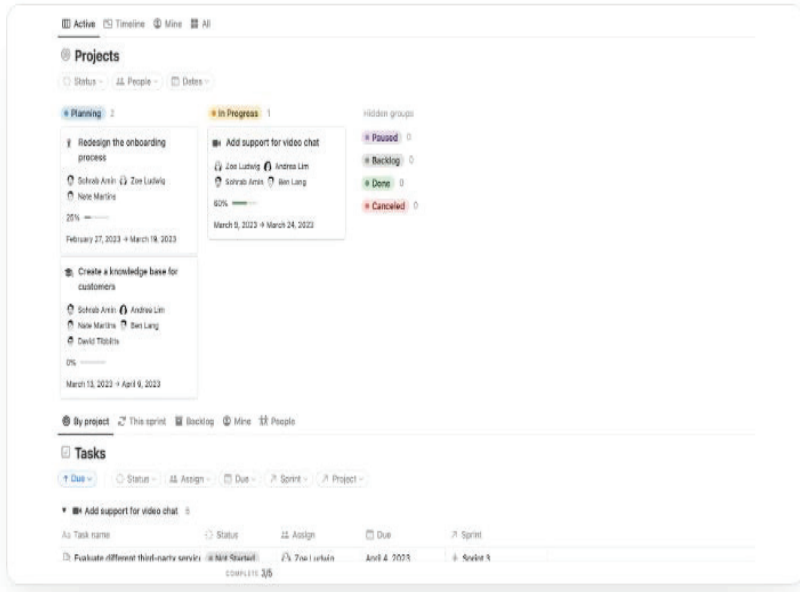 Active Timeline Mine All
Projects
Status People Dates
Planning 2
In Progress 1
Hidden groups
Redesign the onboarding
process
Sohrab Amin Zoe Ludwig
Nate Martins
25%
February 27, 2023 → March 19, 2023
Create a knowledge base for
customers
Sohrab Amin Andrea Lim
Nate Martins Ben Lang
David Tibbitts
0%
March 13, 2023 → April 6, 2023
Add support for video chat
Zoe Ludwig Andrea Lim
Sohrab Amin Ben Lang
60%
March 9, 2023 → March 24, 2023
Paused 0
Backlog 0
Done 0
Canceled 0
By project This sprint Backlog Mine People
Tasks
↑ Due Status Assign Due Sprint Project
Add support for video chat
Aa Task name Status Assign Due Sprint
Evaluate different third-party servic Not Started Zoe Ludwig April 4, 2023 Sprint 3
COMPLETE 3/5